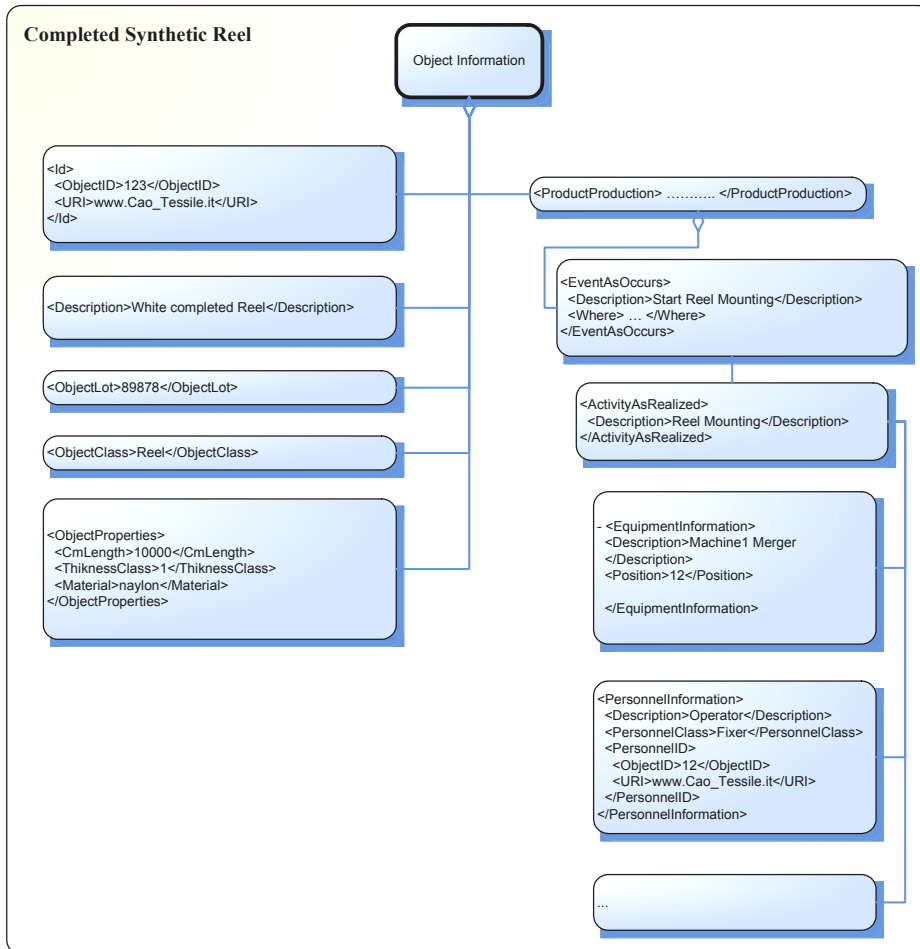 Completed Synthetic Reel
Object Information
<Id>
<ObjectID>123</ObjectID>
<URI>www.Cao_Tessile.it</URI>
</Id>
<Description>White completed Reel</Description>
<ObjectLot>89878</ObjectLot>
<ObjectClass>Reel</ObjectClass>
<ObjectProperties>
<CmLength>10000</CmLength>
<ThiknessClass>1</ThiknessClass>
<Material>naylon</Material>
</ObjectProperties>
<ProductProduction> ……….. </ProductProduction>
<EventAsOccurs>
<Description>Start Reel Mounting</Description>
<Where> … </Where>
</EventAsOccurs>
<ActivityAsRealized>
<Description>Reel Mounting</Description>
</ActivityAsRealized>
- <EquipmentInformation>
<Description>Machine1 Merger
</Description>
<Position>12</Position>
</EquipmentInformation>
<PersonnelInformation>
<Description>Operator</Description>
<PersonnelClass>Fixer</PersonnelClass>
<PersonnelID>
<ObjectID>12</ObjectID>
<URI>www.Cao_Tessile.it</URI>
</PersonnelID>
</PersonnelInformation>
...